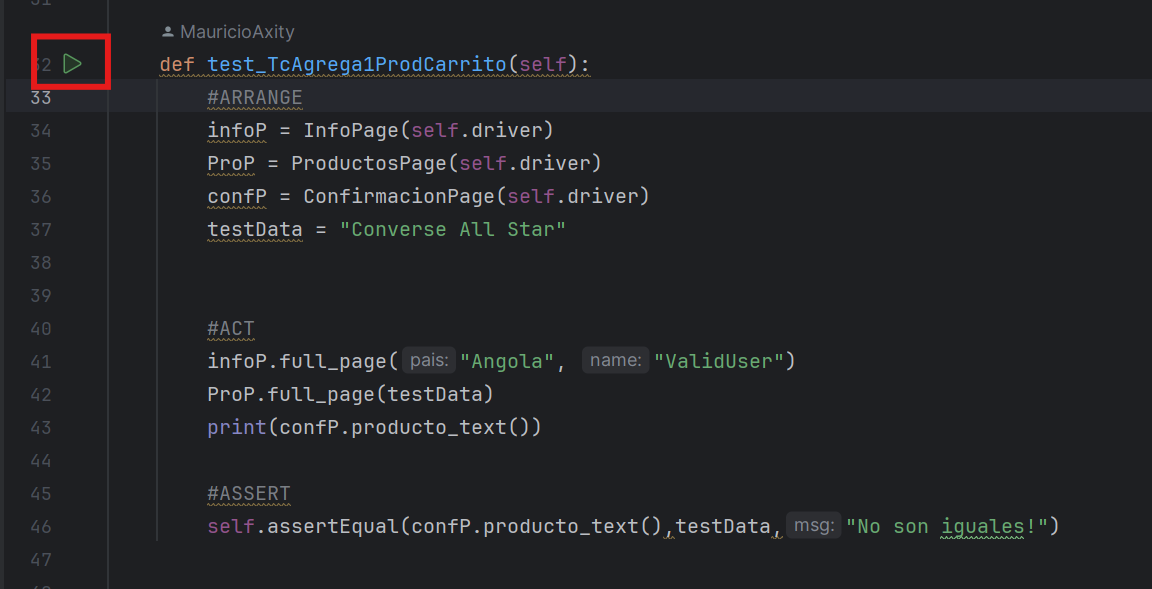 31
MauricioAxity
32 def test_TcAgrega1ProdCarrito(self):
33 #ARRANGE
34 infoP = InfoPage(self.driver)
35 ProP = ProductosPage(self.driver)
36 confP = ConfirmacionPage(self.driver)
37 testData = "Converse All Star"
38
39
40 #ACT
41 infoP.full_page( pais: "Angola", name: "ValidUser")
42 ProP.full_page(testData)
43 print(confP.producto_text())
44
45 #ASSERT
46 self.assertEqual(confP.producto_text(),testData, msg: "No son iguales!")
47